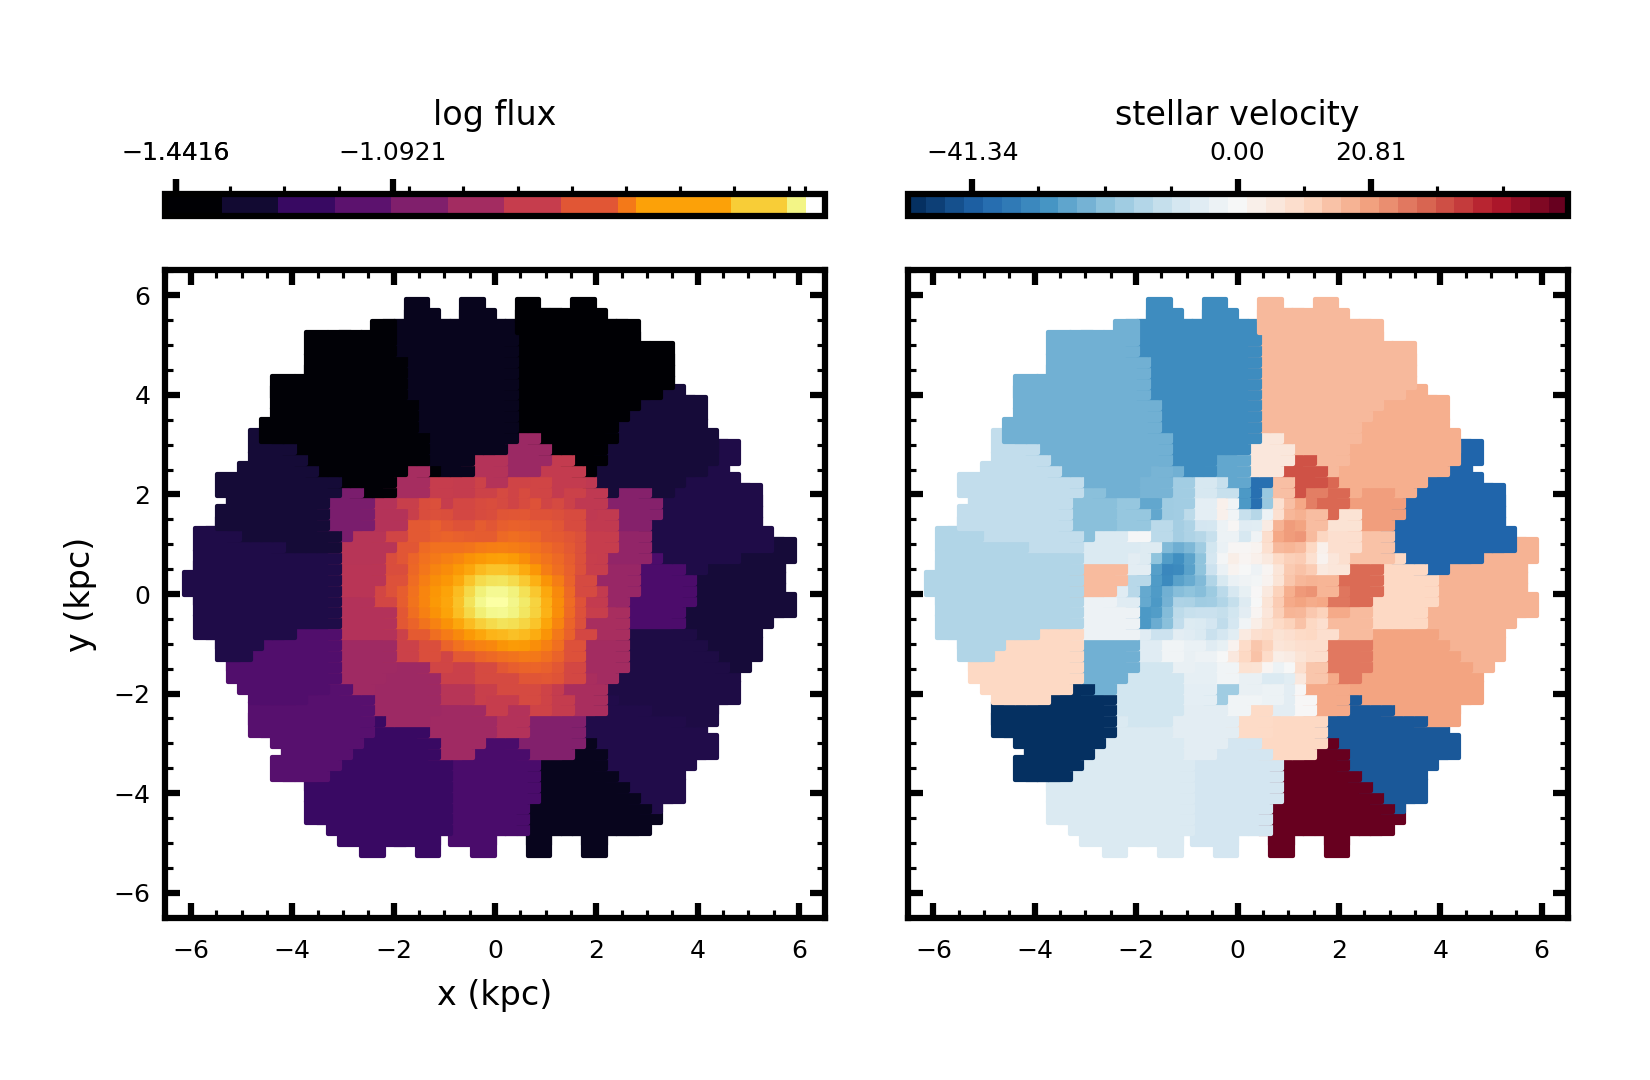 log flux
stellar velocity
−1.4416 −1.0921
−41.34 0.00 20.81
6
4
2
0
−2
−4
−6
y (kpc)
−6 −4 −2 0 2 4 6
−6 −4 −2 0 2 4 6
x (kpc)